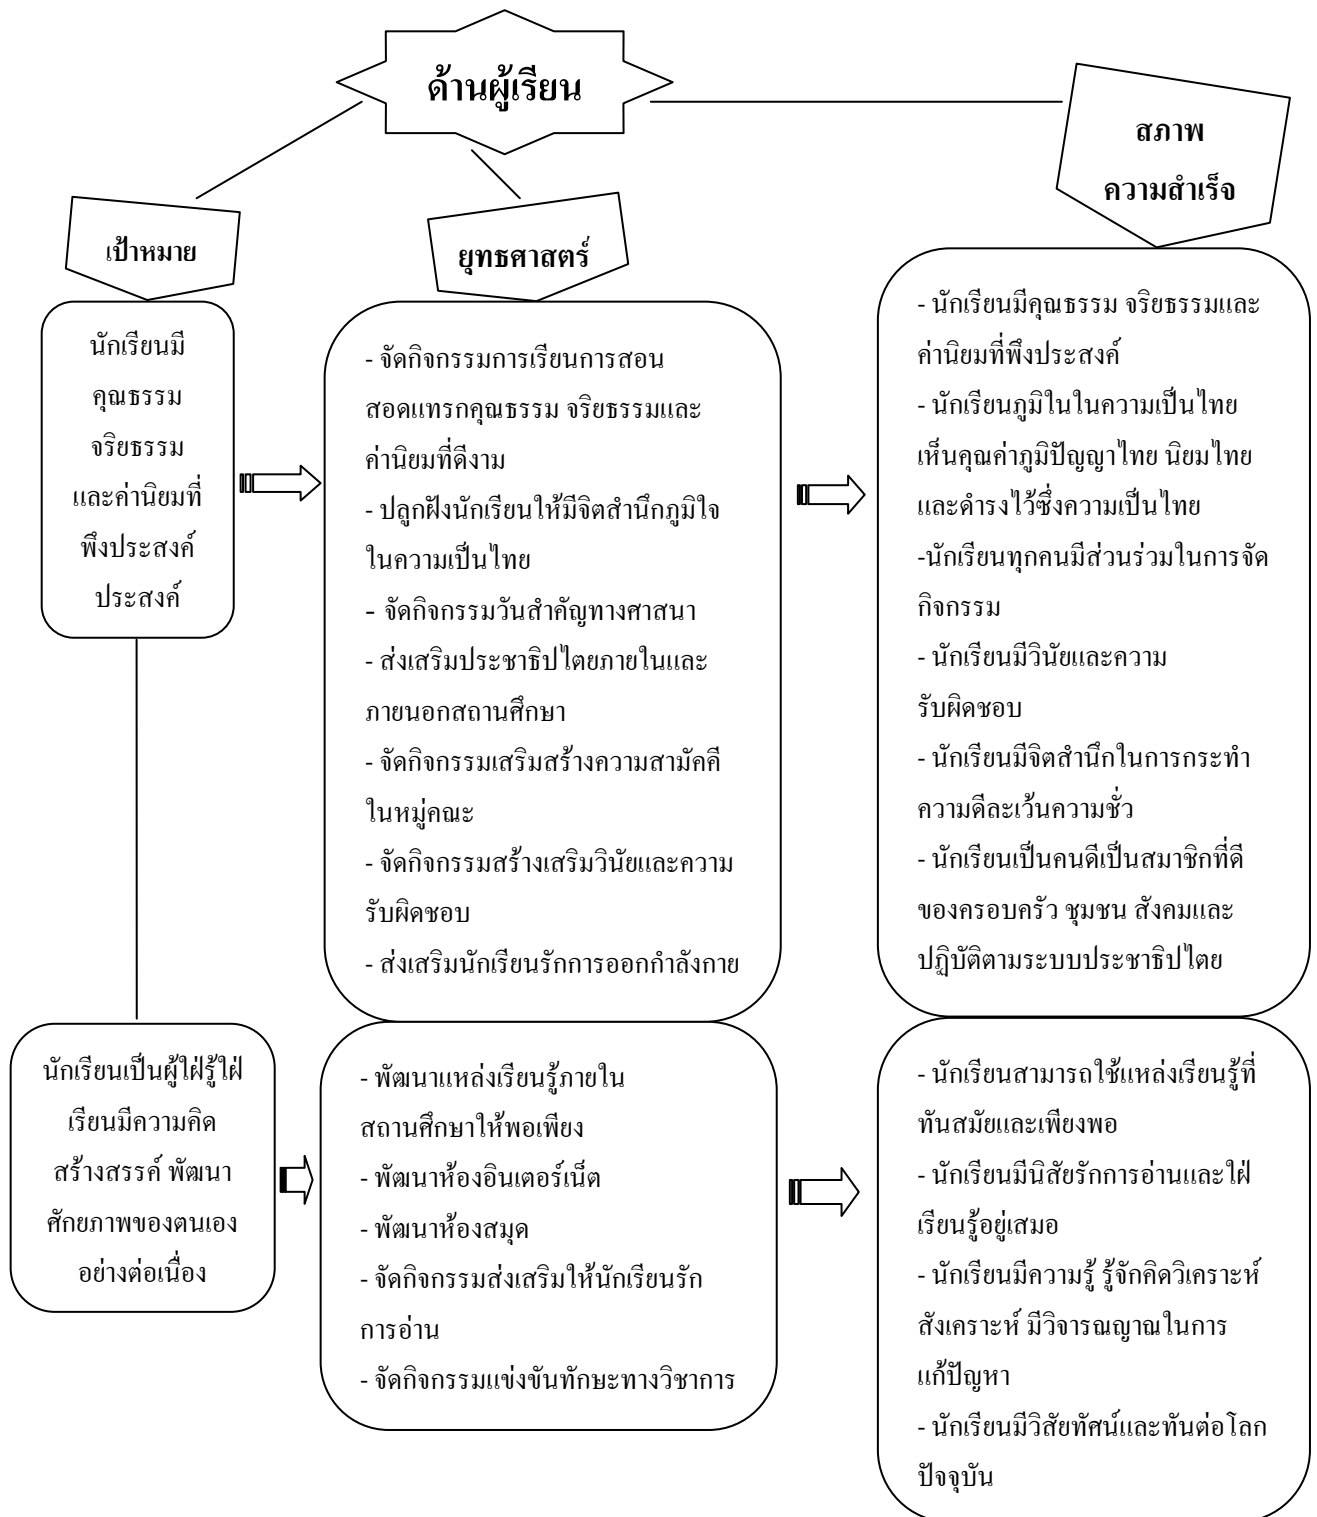 ด้านผู้เรียน
สภาพ
ความสำเร็จ
เป้าหมาย
ยุทธศาสตร์
นักเรียนมี
คุณธรรม
จริยธรรม
และค่านิยมที่
พึงประสงค์
ประสงค์
- จัดกิจกรรมการเรียนการสอน
สอดแทรกคุณธรรม จริยธรรมและ
ค่านิยมที่ดีงาม
- ปลูกฝังนักเรียนให้มีจิตสำนึกภูมิใจ
ในความเป็นไทย
- จัดกิจกรรมวันสำคัญทางศาสนา
- ส่งเสริมประชาธิปไตยภายในและ
ภายนอกสถานศึกษา
- จัดกิจกรรมเสริมสร้างความสามัคคี
ในหมู่คณะ
- จัดกิจกรรมสร้างเสริมวินัยและความ
รับผิดชอบ
- ส่งเสริมนักเรียนรักการออกกำลังกาย
- นักเรียนมีคุณธรรม จริยธรรมและ
ค่านิยมที่พึงประสงค์
- นักเรียนภูมิในในความเป็นไทย
เห็นคุณค่าภูมิปัญญาไทย นิยมไทย
และดำรงไว้ซึ่งความเป็นไทย
-นักเรียนทุกคนมีส่วนร่วมในการจัด
กิจกรรม
- นักเรียนมีวินัยและความ
รับผิดชอบ
- นักเรียนมีจิตสำนึกในการกระทำ
ความดีละเว้นความชั่ว
- นักเรียนเป็นคนดีเป็นสมาชิกที่ดี
ของครอบครัว ชุมชน สังคมและ
ปฏิบัติตามระบบประชาธิปไตย
นักเรียนเป็นผู้ใฝ่รู้ใฝ่
เรียนมีความคิด
สร้างสรรค์ พัฒนา
ศักยภาพของตนเอง
อย่างต่อเนื่อง
- พัฒนาแหล่งเรียนรู้ภายใน
สถานศึกษาให้พอเพียง
- พัฒนาห้องอินเตอร์เน็ต
- พัฒนาห้องสมุด
- จัดกิจกรรมส่งเสริมให้นักเรียนรัก
การอ่าน
- จัดกิจกรรมแข่งขันทักษะทางวิชาการ
- นักเรียนสามารถใช้แหล่งเรียนรู้ที่
ทันสมัยและเพียงพอ
- นักเรียนมีนิสัยรักการอ่านและใฝ่
เรียนรู้อยู่เสมอ
- นักเรียนมีความรู้ รู้จักคิดวิเคราะห์
สังเคราะห์ มีวิจารณญาณในการ
แก้ปัญหา
- นักเรียนมีวิสัยทัศน์และทันต่อโลก
ปัจจุบัน